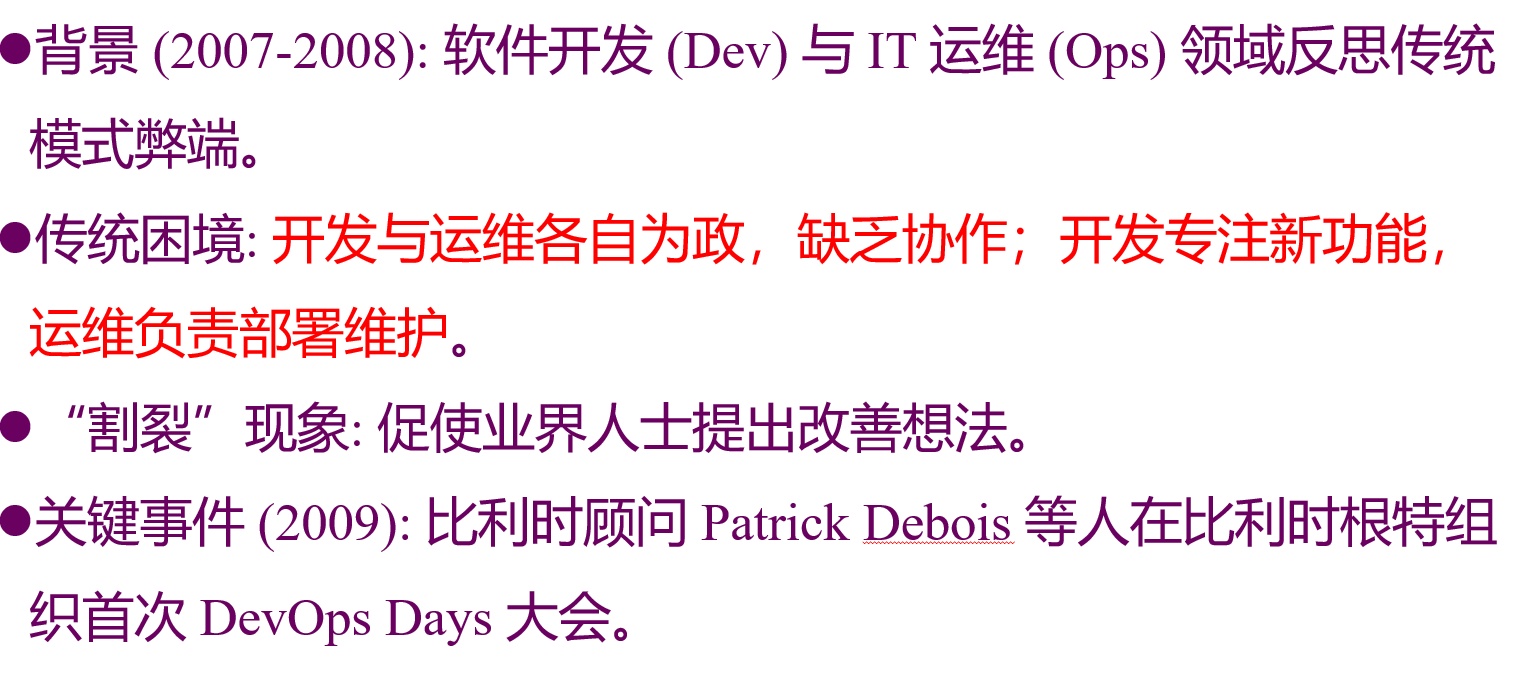 ●背景 (2007-2008): 软件开发 (Dev) 与 IT 运维 (Ops) 领域反思传统
模式弊端。
●传统困境: 开发与运维各自为政，缺乏协作；开发专注新功能，
运维负责部署维护。
●“割裂”现象: 促使业界人士提出改善想法。
●关键事件 (2009): 比利时顾问 Patrick Debois 等人在比利时根特组
织首次 DevOps Days 大会。